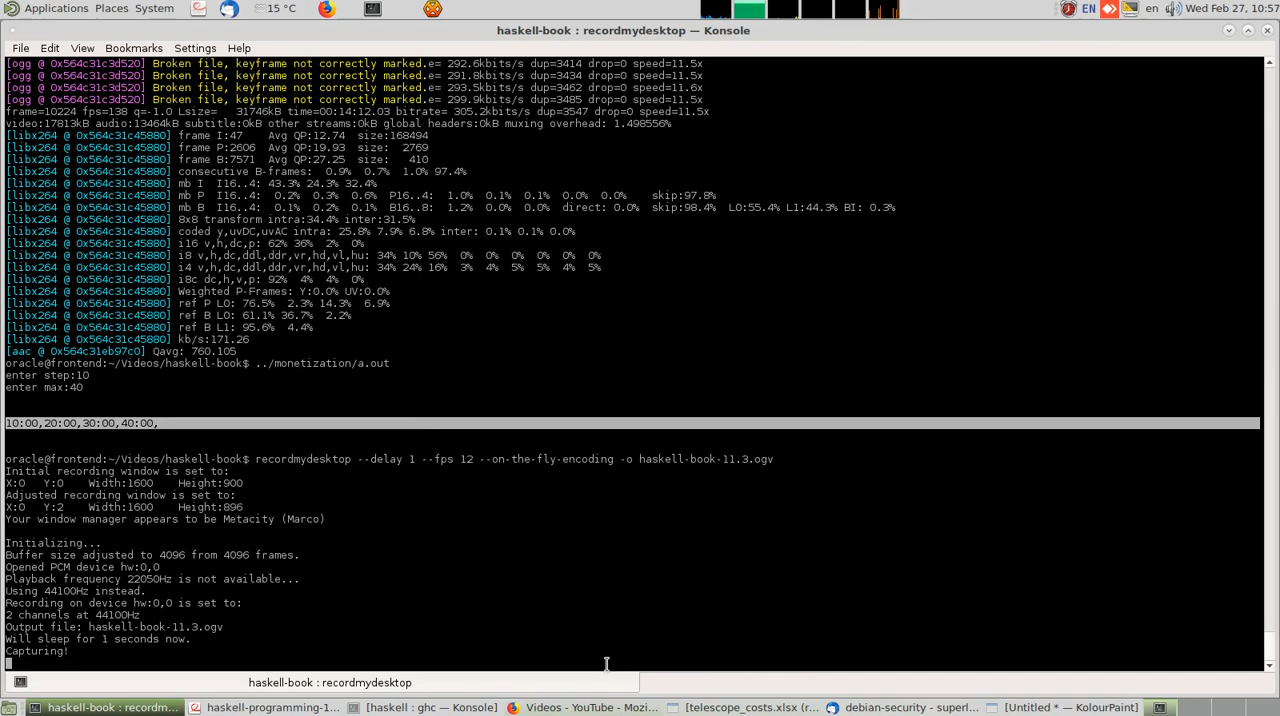 Applications Places System 15 °C EN en Wed Feb 27, 10:57
haskell-book : recordmydesktop — Konsole
File Edit View Bookmarks Settings Help
[ogg @ 0x564c31c3d520] Broken file, keyframe not correctly marked.e= 292.6kbits/s dup=3414 drop=0 speed=11.5x
[ogg @ 0x564c31c3d520] Broken file, keyframe not correctly marked.e= 291.8kbits/s dup=3434 drop=0 speed=11.5x
[ogg @ 0x564c31c3d520] Broken file, keyframe not correctly marked.e= 293.5kbits/s dup=3462 drop=0 speed=11.6x
[ogg @ 0x564c31c3d520] Broken file, keyframe not correctly marked.e= 299.9kbits/s dup=3485 drop=0 speed=11.5x
frame=10224 fps=138 q=-1.0 Lsize=   31746kB time=00:14:12.03 bitrate= 305.2kbits/s dup=3547 drop=0 speed=11.5x
video:17813kB audio:13464kB subtitle:0kB other streams:0kB global headers:0kB muxing overhead: 1.498556%
[libx264 @ 0x564c31c45880] frame I:47    Avg QP:12.74  size:168494
[libx264 @ 0x564c31c45880] frame P:2606  Avg QP:19.93  size:  2769
[libx264 @ 0x564c31c45880] frame B:7571  Avg QP:27.25  size:   410
[libx264 @ 0x564c31c45880] consecutive B-frames:  0.9%  0.7%  1.0% 97.4%
[libx264 @ 0x564c31c45880] mb I  I16..4: 43.3% 24.3% 32.4%
[libx264 @ 0x564c31c45880] mb P  I16..4:  0.2%  0.3%  0.6%  P16..4:  1.0%  0.1%  0.1%  0.0%  0.0%    skip:97.8%
[libx264 @ 0x564c31c45880] mb B  I16..4:  0.1%  0.2%  0.1%  B16..8:  1.2%  0.0%  0.0%  direct: 0.0%  skip:98.4%  L0:55.4% L1:44.3% BI: 0.3%
[libx264 @ 0x564c31c45880] 8x8 transform intra:34.4% inter:31.5%
[libx264 @ 0x564c31c45880] coded y,uvDC,uvAC intra: 25.8% 7.9% 6.8% inter: 0.1% 0.1% 0.0%
[libx264 @ 0x564c31c45880] i16 v,h,dc,p: 62% 36%  2%  0%
[libx264 @ 0x564c31c45880] i8 v,h,dc,ddl,ddr,vr,hd,vl,hu: 34% 10% 56%  0%  0%  0%  0%  0%  0%
[libx264 @ 0x564c31c45880] i4 v,h,dc,ddl,ddr,vr,hd,vl,hu: 34% 24% 16%  3%  4%  5%  5%  4%  5%
[libx264 @ 0x564c31c45880] i8c dc,h,v,p: 92%  4%  4%  0%
[libx264 @ 0x564c31c45880] Weighted P-Frames: Y:0.0% UV:0.0%
[libx264 @ 0x564c31c45880] ref P L0: 76.5%  2.3% 14.3%  6.9%
[libx264 @ 0x564c31c45880] ref B L0: 61.1% 36.7%  2.2%
[libx264 @ 0x564c31c45880] ref B L1: 95.6%  4.4%
[libx264 @ 0x564c31c45880] kb/s:171.26
[aac @ 0x564c31eb97c0] Qavg: 760.105
oracle@frontend:~/Videos/haskell-book$ ../monetization/a.out
enter step:10
enter max:40
10:00,20:00,30:00,40:00,
oracle@frontend:~/Videos/haskell-book$ recordmydesktop --delay 1 --fps 12 --on-the-fly-encoding -o haskell-book-11.3.ogv
Initial recording window is set to:
X:0   Y:0   Width:1600   Height:900
Adjusted recording window is set to:
X:0   Y:2   Width:1600   Height:896
Your window manager appears to be Metacity (Marco)
Initializing...
Buffer size adjusted to 4096 from 4096 frames.
Opened PCM device hw:0,0
Playback frequency 22050Hz is not available...
Using 44100Hz instead.
Recording on device hw:0,0 is set to:
2 channels at 44100Hz
Output file: haskell-book-11.3.ogv
Will sleep for 1 seconds now.
Capturing!
haskell-book : recordmydesktop
haskell-book : recordm... haskell-programming-1... [haskell : ghc — Konsole] Videos - YouTube - Mozi... [telescope_costs.xlsx (r... debian-security - superl... [Untitled * — KolourPaint]